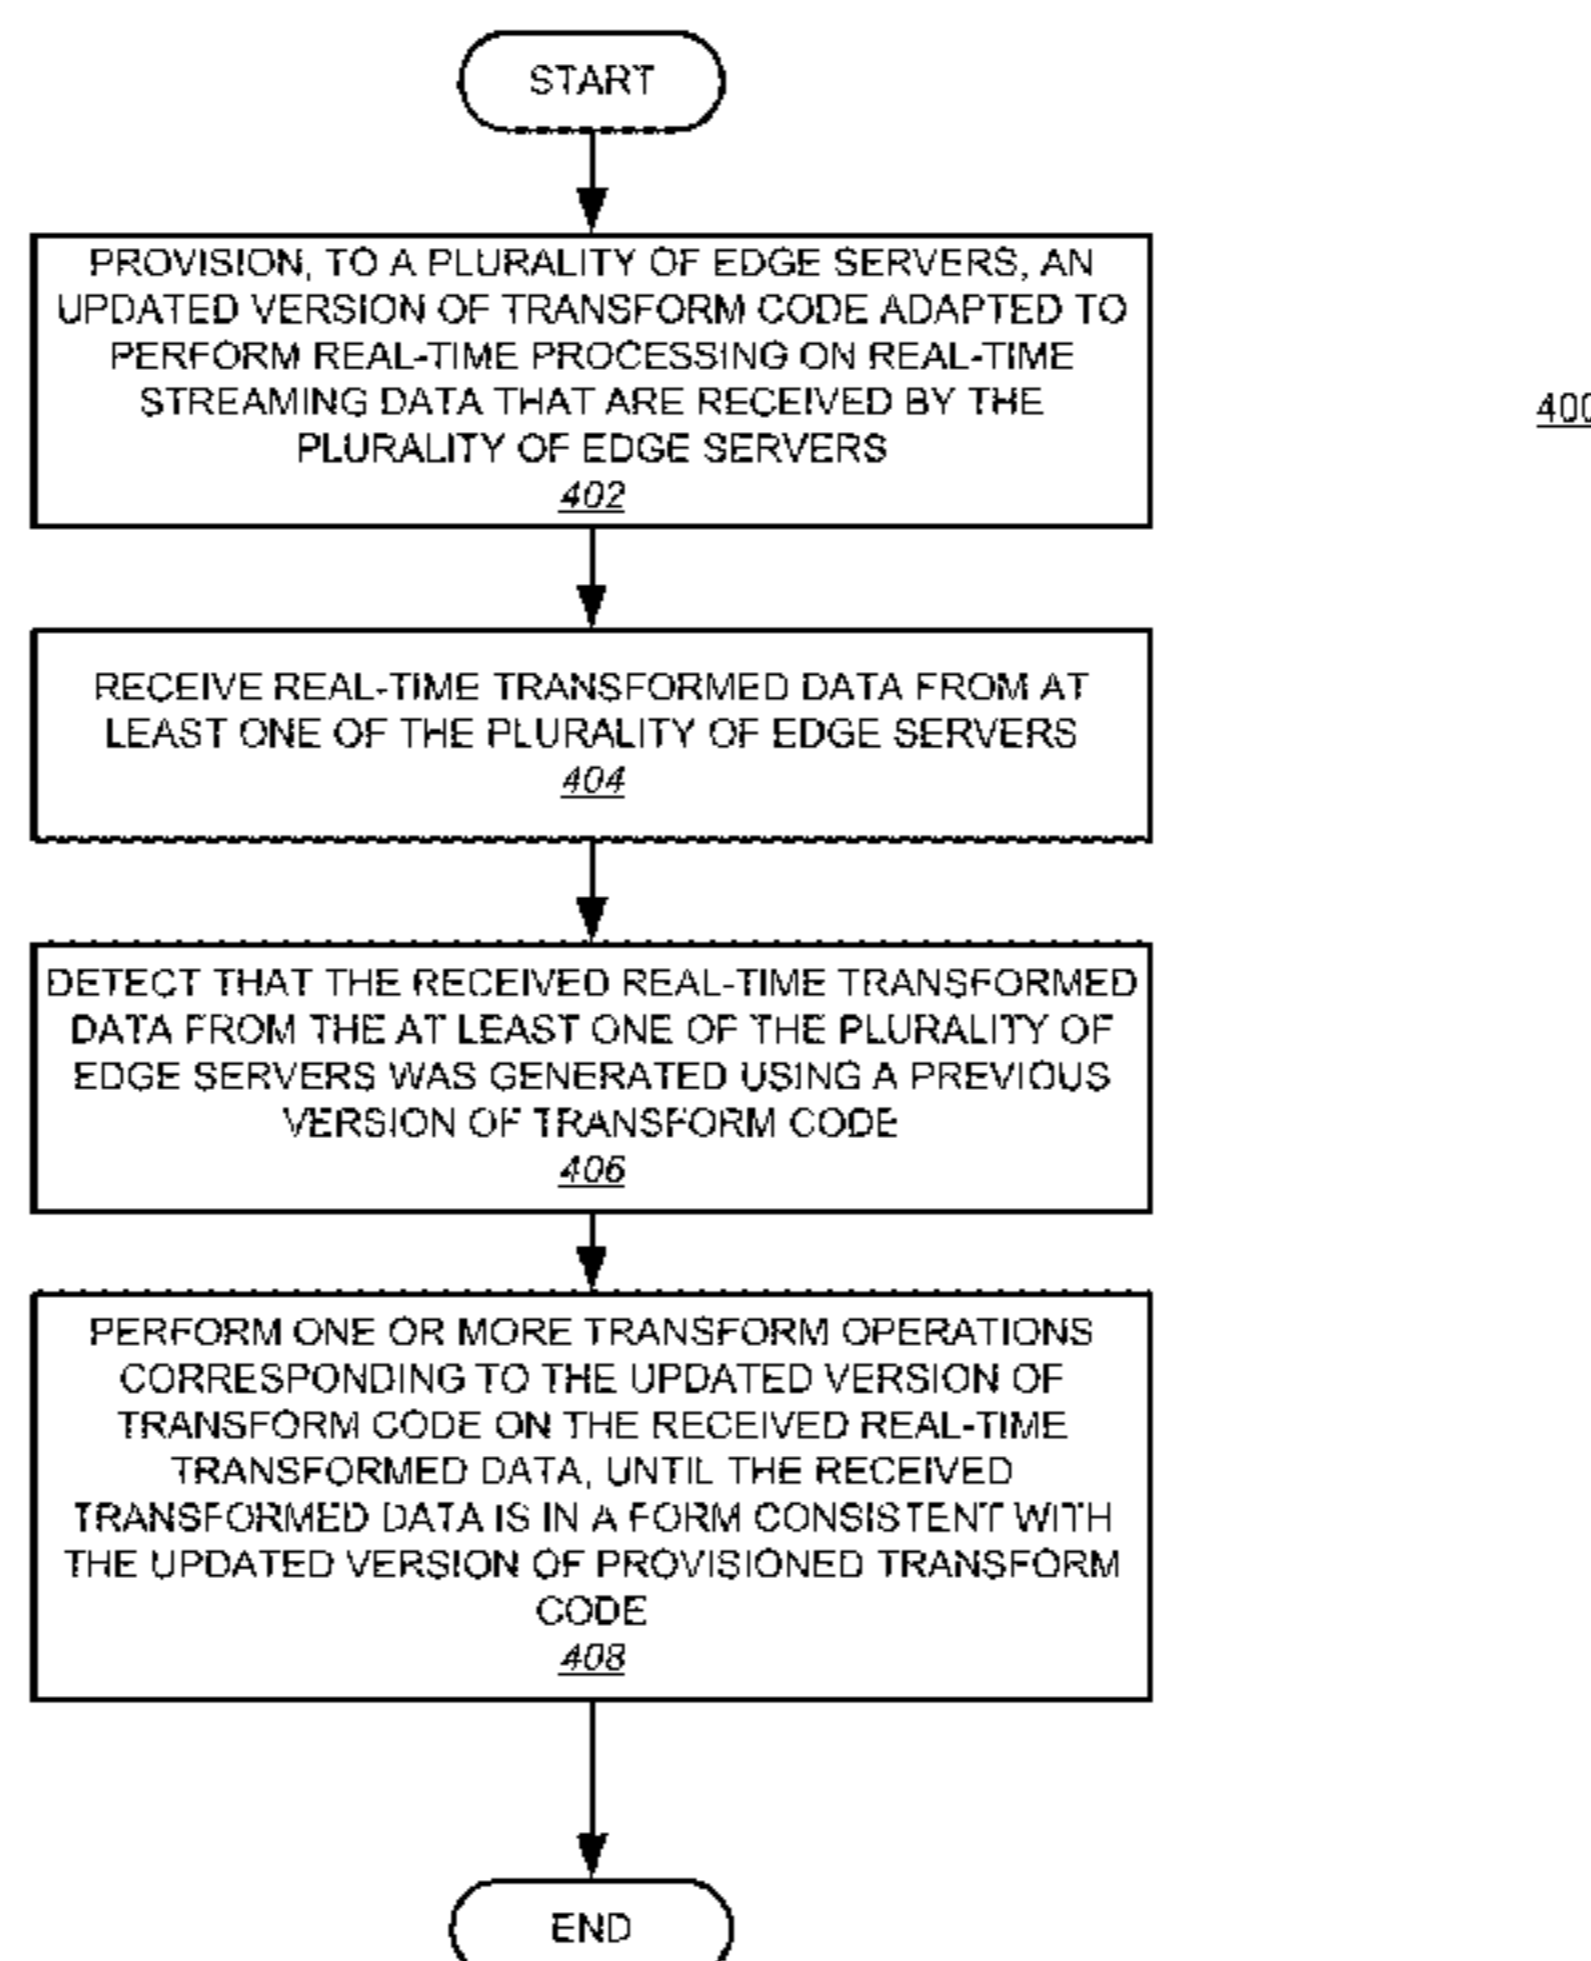 START
PROVISION, TO A PLURALITY OF EDGE SERVERS, AN
UPDATED VERSION OF TRANSFORM CODE ADAPTED TO
PERFORM REAL-TIME PROCESSING ON REAL-TIME
STREAMING DATA THAT ARE RECEIVED BY THE
PLURALITY OF EDGE SERVERS
402
400
RECEIVE REAL-TIME TRANSFORMED DATA FROM AT
LEAST ONE OF THE PLURALITY OF EDGE SERVERS
404
DETECT THAT THE RECEIVED REAL-TIME TRANSFORMED
DATA FROM THE AT LEAST ONE OF THE PLURALITY OF
EDGE SERVERS WAS GENERATED USING A PREVIOUS
VERSION OF TRANSFORM CODE
406
PERFORM ONE OR MORE TRANSFORM OPERATIONS
CORRESPONDING TO THE UPDATED VERSION OF
TRANSFORM CODE ON THE RECEIVED REAL-TIME
TRANSFORMED DATA, UNTIL THE RECEIVED
TRANSFORMED DATA IS IN A FORM CONSISTENT WITH
THE UPDATED VERSION OF PROVISIONED TRANSFORM
CODE
408
END